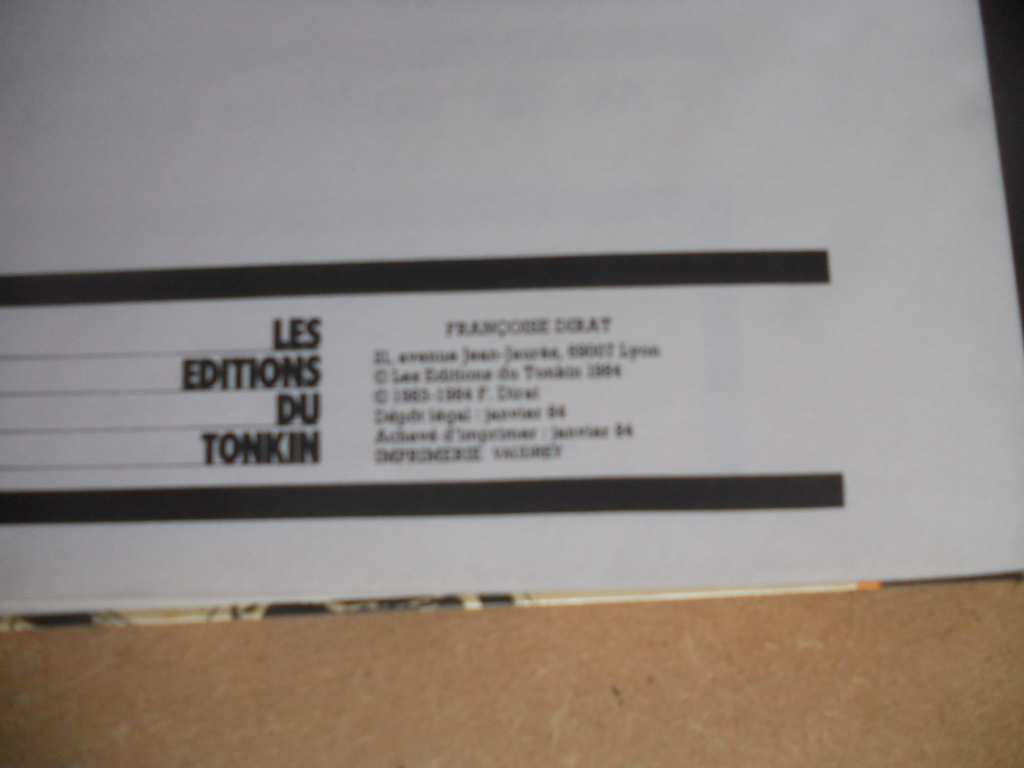 LES
EDITIONS
DU
TONKIN
FRANÇOISE DIRAT
21, avenue Jean-Jaurès, 69007 Lyon
© Les Editions du Tonkin 1984
© 1983-1984 F. Dirat
Dépôt légal : janvier 84
Achevé d'imprimer : janvier 84
IMPRIMERIE